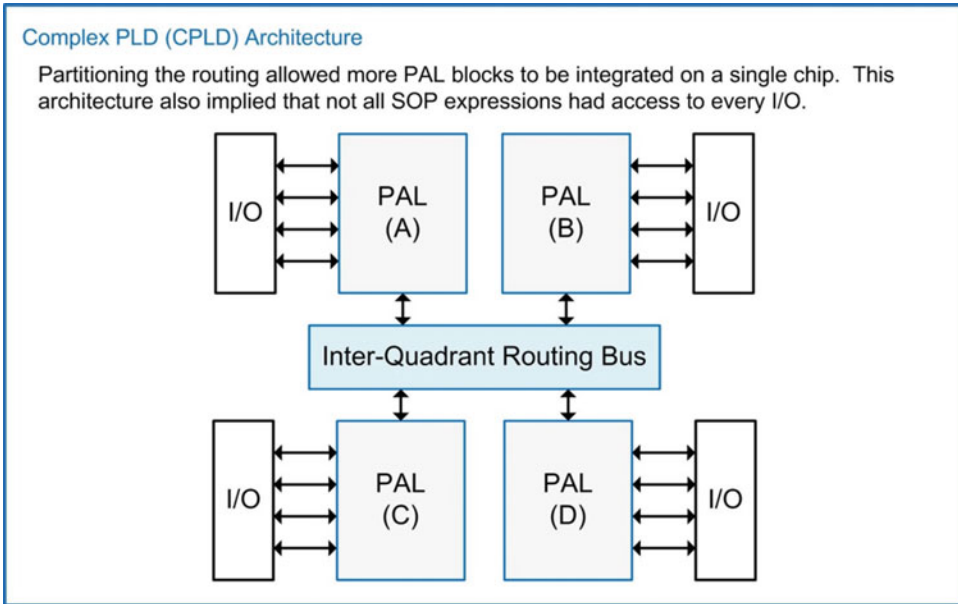 Complex PLD (CPLD) Architecture
Partitioning the routing allowed more PAL blocks to be integrated on a single chip.  This
architecture also implied that not all SOP expressions had access to every I/O.
I/O
PAL
(A)
PAL
(B)
I/O
Inter-Quadrant Routing Bus
I/O
PAL
(C)
PAL
(D)
I/O